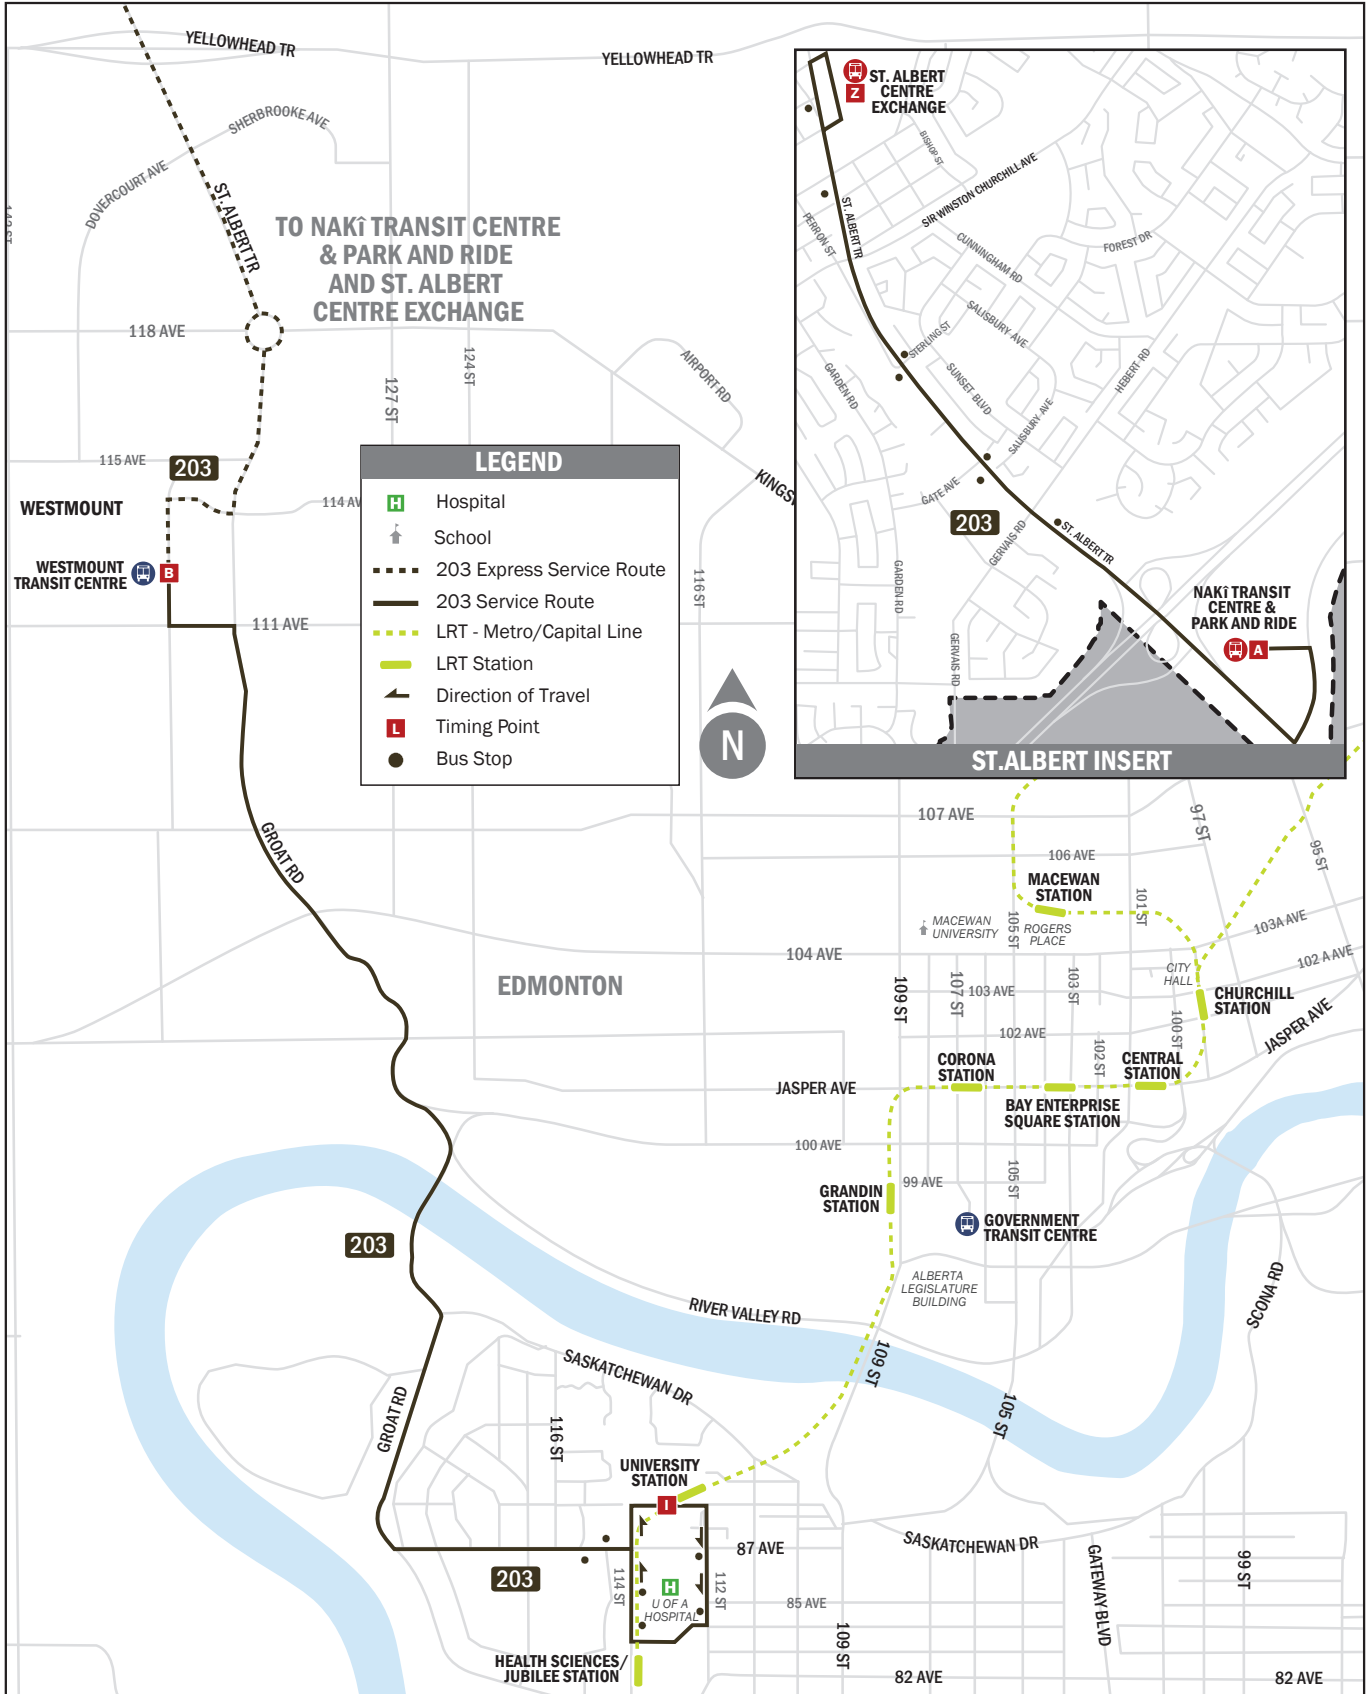 YELLOWHEAD TR
YELLOWHEAD TR
SHERBROOKE AVE
DOVERCOURT AVE
ST. ALBERT TR
TO NAKî TRANSIT CENTRE
& PARK AND RIDE
AND ST. ALBERT
CENTRE EXCHANGE
118 AVE
127 ST
124 ST
AIRPORT RD
115 AVE
203
WESTMOUNT
114 AV
KINGS
WESTMOUNT
TRANSIT CENTRE
B
111 AVE
116 ST
LEGEND
H Hospital
School
203 Express Service Route
203 Service Route
LRT - Metro/Capital Line
LRT Station
Direction of Travel
L Timing Point
Bus Stop
N
ST. ALBERT
CENTRE
EXCHANGE
Z
BISHOP ST
SIR WINSTON CHURCHILL AVE
PERRON ST
ST. ALBERT TR
CUNNINGHAM RD
FOREST DR
SALISBURY AVE
STERLING ST
HEBERT RD
GARDEN RD
SUNSET BLVD
SALISBURY AVE
GATE AVE
203
GERVAIS RD
ST. ALBERT TR
GARDEN RD
GERVAIS RD
NAKî TRANSIT
CENTRE &
PARK AND RIDE
A
ST.ALBERT INSERT
107 AVE
97 ST
95 ST
106 AVE
MACEWAN
STATION
101 ST
105 ST
MACEWAN
UNIVERSITY
ROGERS
PLACE
103A AVE
104 AVE
102 A AVE
CITY
HALL
GROAT RD
EDMONTON
109 ST
107 ST
103 AVE
103 ST
CHURCHILL
STATION
100 ST
JASPER AVE
102 AVE
102 ST
CORONA
STATION
CENTRAL
STATION
JASPER AVE
BAY ENTERPRISE
SQUARE STATION
100 AVE
99 AVE
105 ST
GRANDIN
STATION
GOVERNMENT
TRANSIT CENTRE
203
ALBERTA
LEGISLATURE
BUILDING
RIVER VALLEY RD
SCONA RD
109 ST
SASKATCHEWAN DR
105 ST
GROAT RD
116 ST
UNIVERSITY
STATION
I
87 AVE
SASKATCHEWAN DR
GATEWAY BLVD
99 ST
203
114 ST
H
U OF A
HOSPITAL
112 ST
85 AVE
109 ST
HEALTH SCIENCES/
JUBILEE STATION
82 AVE
82 AVE